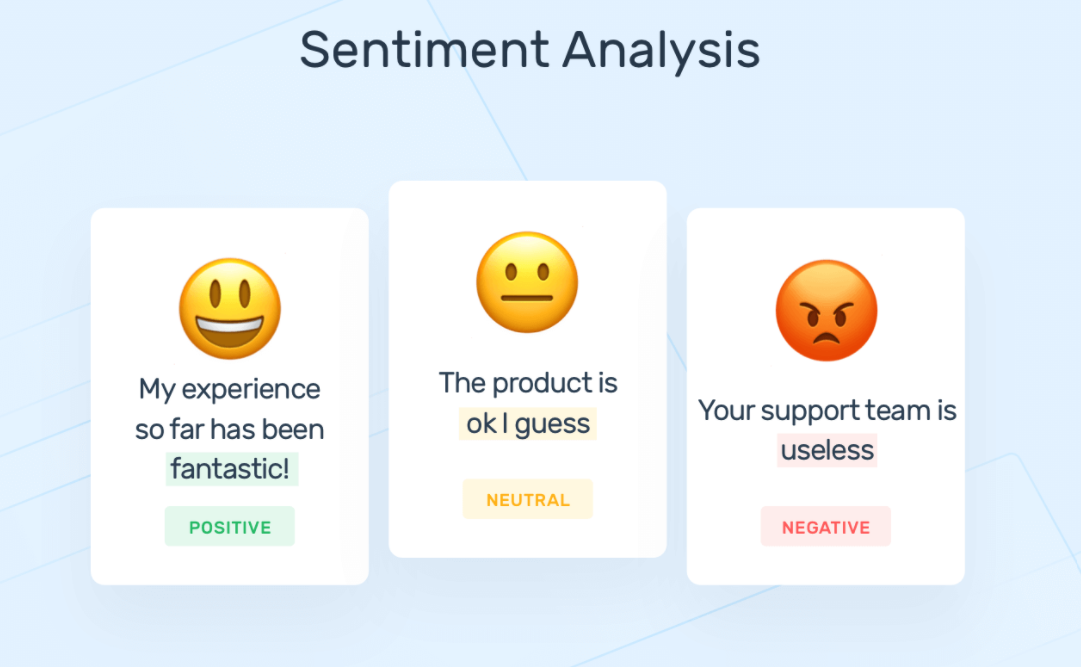 Sentiment Analysis
My experience
so far has been
fantastic!
POSITIVE
The product is
ok I guess
NEUTRAL
Your support team is
useless
NEGATIVE